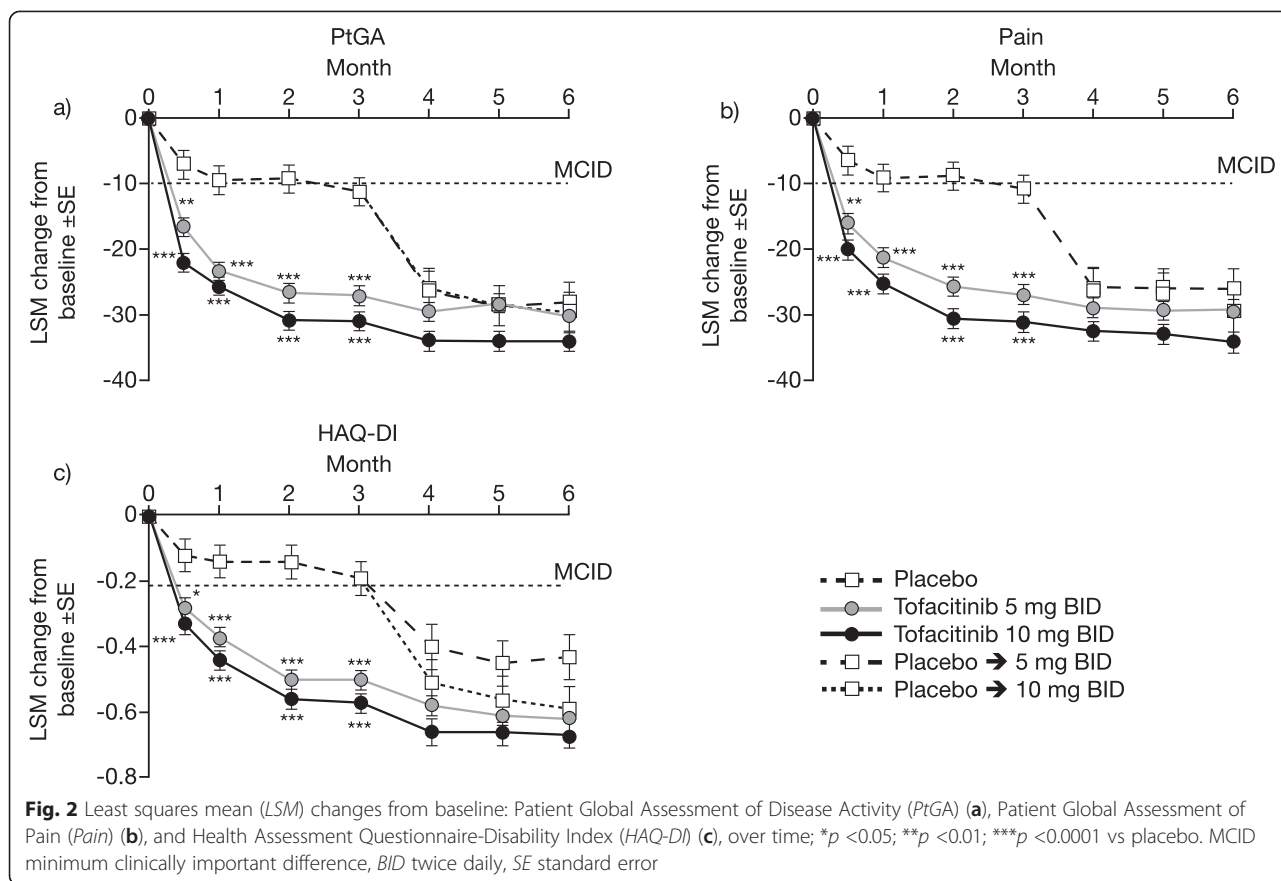 PtGA
Month
a)
0 1 2 3 4 5 6
0
-10
-20
-30
-40
LSM change from
baseline ±SE
MCID
**
***
***
***
***
***
***
***
Pain
Month
b)
0 1 2 3 4 5 6
0
-10
-20
-30
-40
LSM change from
baseline ±SE
MCID
**
***
***
***
***
***
***
***
HAQ-DI
Month
c)
0 1 2 3 4 5 6
0
-0.2
-0.4
-0.6
-0.8
LSM change from
baseline ±SE
MCID
*
***
***
***
***
***
***
***
Placebo
Tofacitinib 5 mg BID
Tofacitinib 10 mg BID
Placebo ➔ 5 mg BID
Placebo ➔ 10 mg BID
Fig. 2 Least squares mean (LSM) changes from baseline: Patient Global Assessment of Disease Activity (PtGA) (a), Patient Global Assessment of
Pain (Pain) (b), and Health Assessment Questionnaire-Disability Index (HAQ-DI) (c), over time; *p <0.05; **p <0.01; ***p <0.0001 vs placebo. MCID
minimum clinically important difference, BID twice daily, SE standard error